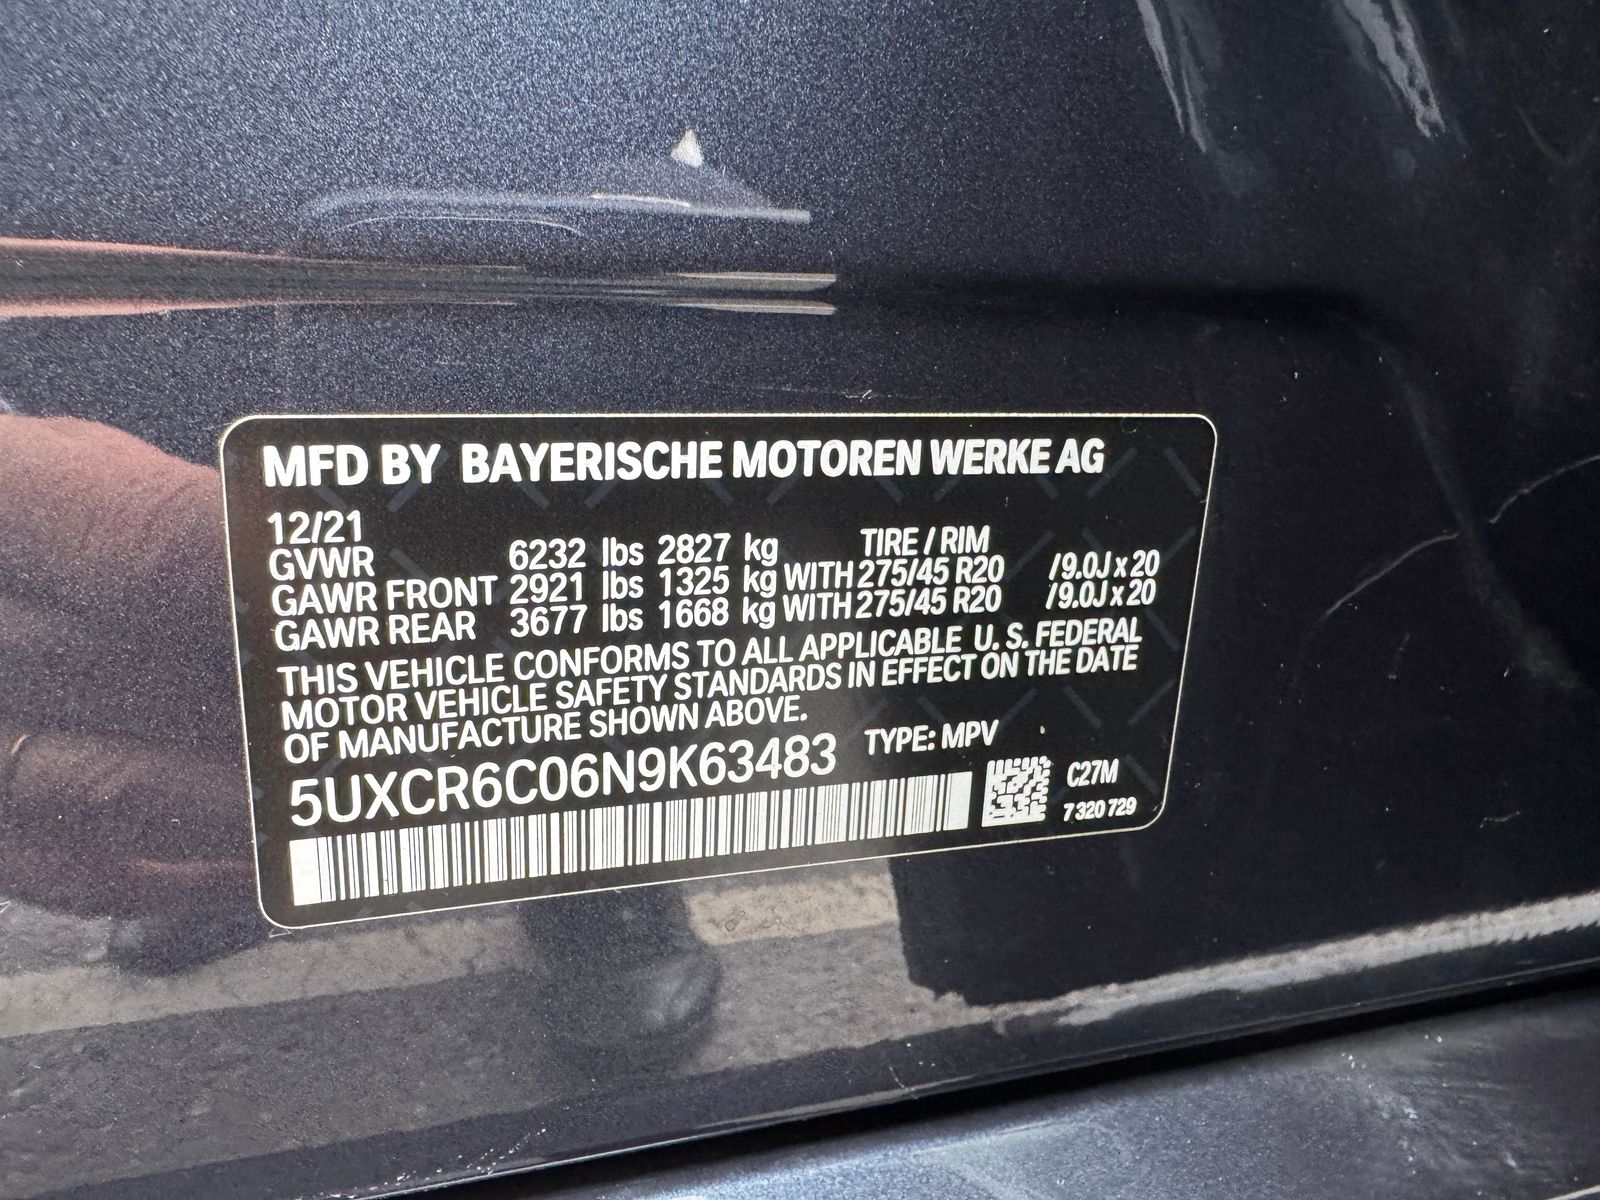 MFD BY BAYERISCHE MOTOREN WERKE AG
12/21
TIRE / RIM
GVWR 6232 lbs 2827 kg
GAWR FRONT 2921 lbs 1325 kg WITH 275/45 R20 /9.0J x 20
GAWR REAR 3677 lbs 1668 kg WITH 275/45 R20 /9.0J x 20
THIS VEHICLE CONFORMS TO ALL APPLICABLE U. S. FEDERAL
MOTOR VEHICLE SAFETY STANDARDS IN EFFECT ON THE DATE
OF MANUFACTURE SHOWN ABOVE.
TYPE: MPV
5UXCR6C06N9K63483
C27M
7 320 729